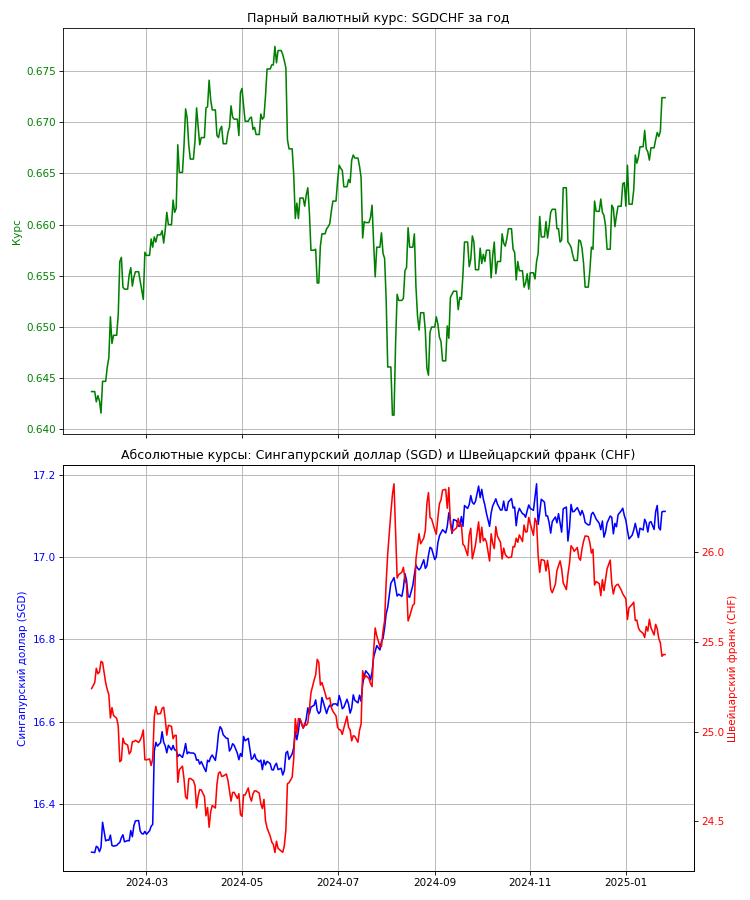 Парный валютный курс: SGDCHF за год
0.675
0.670
0.665
0.660
0.655
0.650
0.645
0.640
Курс
Абсолютные курсы: Сингапурский доллар (SGD) и Швейцарский франк (CHF)
17.2
17.0
16.8
16.6
16.4
Сингапурский доллар (SGD)
26.0
25.5
25.0
24.5
Швейцарский франк (CHF)
2024-03 2024-05 2024-07 2024-09 2024-11 2025-01